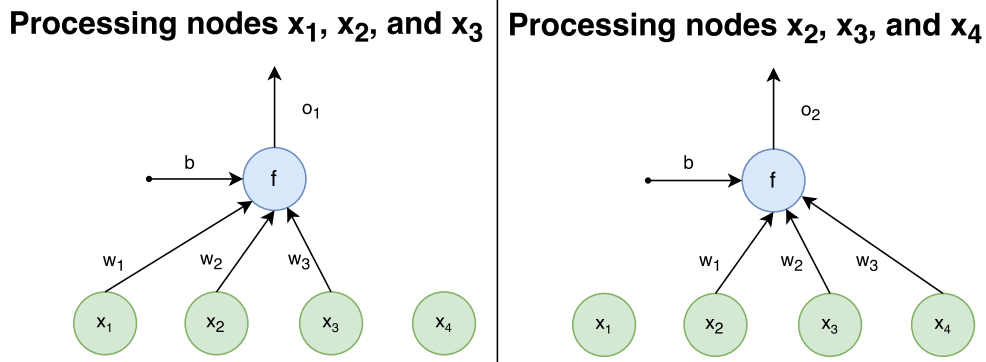 Processing nodes x₁, x₂, and x₃
o₁
b
f
w₁
w₂
w₃
x₁
x₂
x₃
x₄
Processing nodes x₂, x₃, and x₄
o₂
b
f
w₁
w₂
w₃
x₁
x₂
x₃
x₄